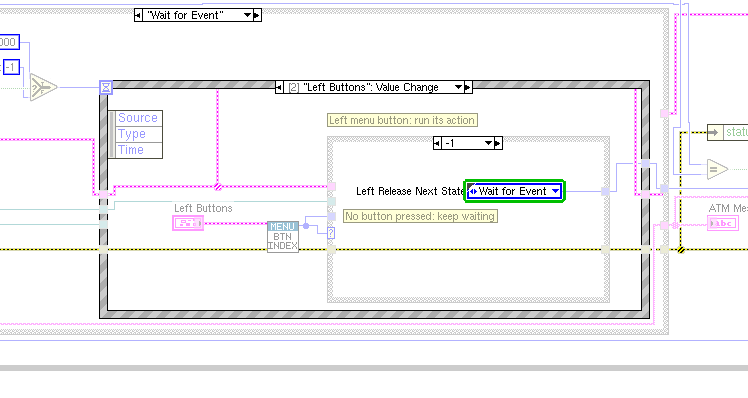 "Wait for Event"
000
-1
?
[2] "Left Buttons": Value Change
Source
Type
Time
Left menu button: run its action
-1
Left Release Next State
Wait for Event
Left Buttons
No button pressed: keep waiting
MENU
BTN
INDEX
?
statu
=
ATM Me
abc